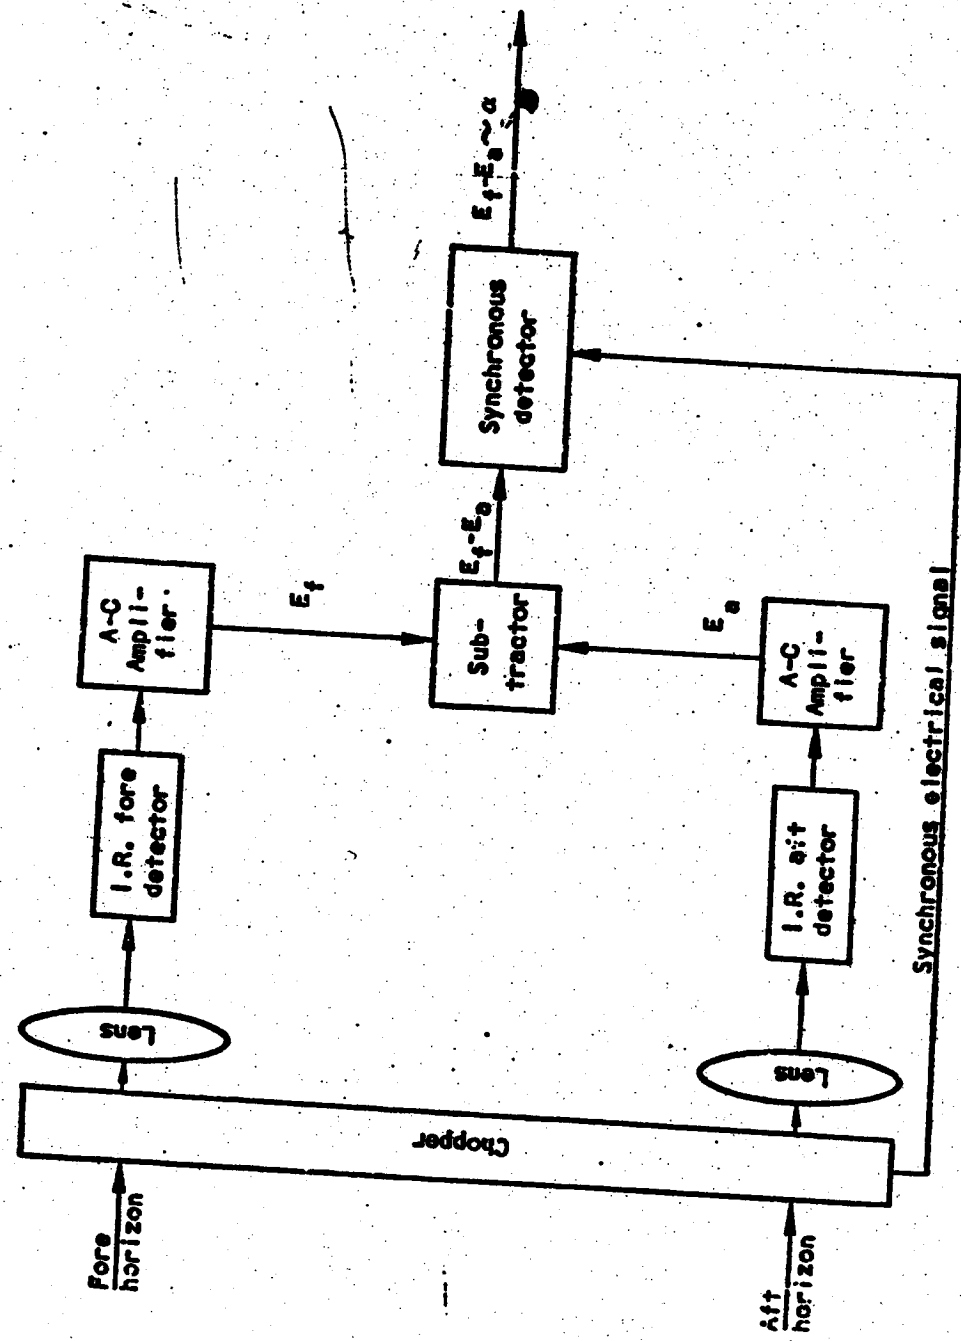 Fore
horizon
Aft
horizon
Chopper
Lens
Lens
I.R. fore
detector
I.R. aft
detector
A-C
Ampli-
fier
A-C
Ampli-
fier
E_f
E_a
Sub-
tractor
E_f-E_a
Synchronous
detector
E_f-E_a ~ α
Synchronous electrical signal